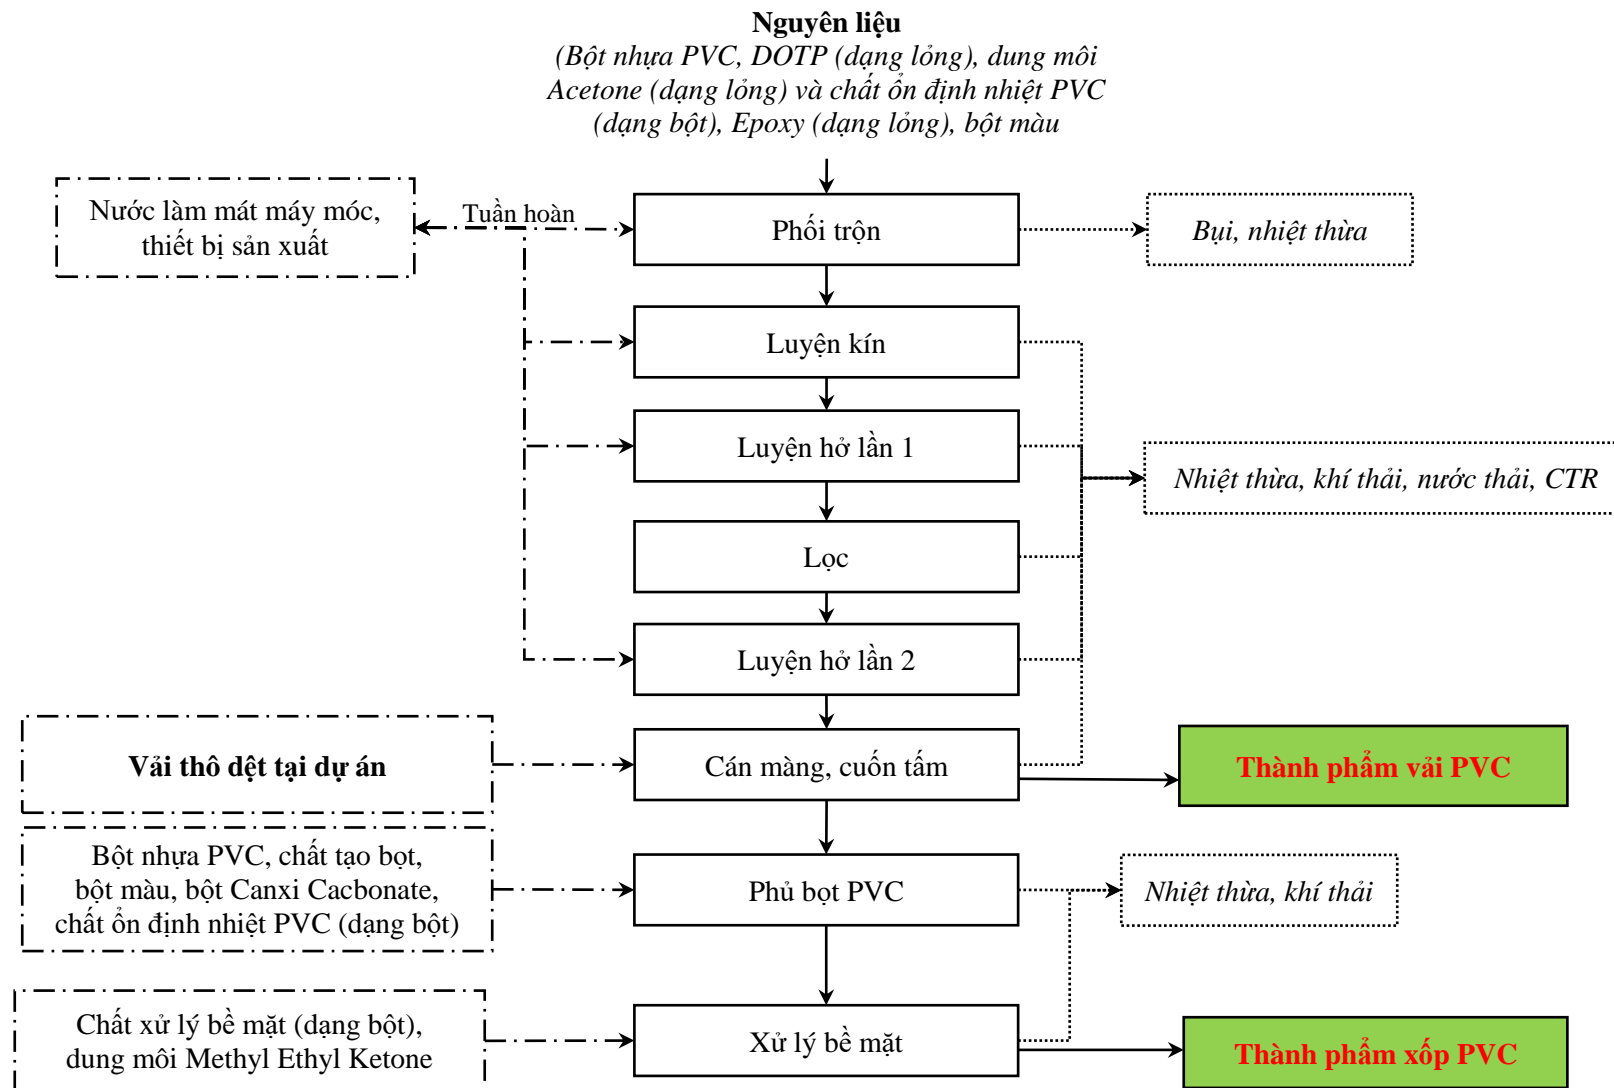 Nguyên liệu
(Bột nhựa PVC, DOTP (dạng lỏng), dung môi
Acetone (dạng lỏng) và chất ổn định nhiệt PVC
(dạng bột), Epoxy (dạng lỏng), bột màu
Nước làm mát máy móc,
thiết bị sản xuất
Tuần hoàn
Phối trộn
Bụi, nhiệt thừa
Luyện kín
Luyện hở lần 1
Nhiệt thừa, khí thải, nước thải, CTR
Lọc
Luyện hở lần 2
Vải thô dệt tại dự án
Cán màng, cuốn tấm
Thành phẩm vải PVC
Bột nhựa PVC, chất tạo bọt,
bột màu, bột Canxi Cacbonate,
chất ổn định nhiệt PVC (dạng bột)
Phủ bọt PVC
Nhiệt thừa, khí thải
Chất xử lý bề mặt (dạng bột),
dung môi Methyl Ethyl Ketone
Xử lý bề mặt
Thành phẩm xốp PVC